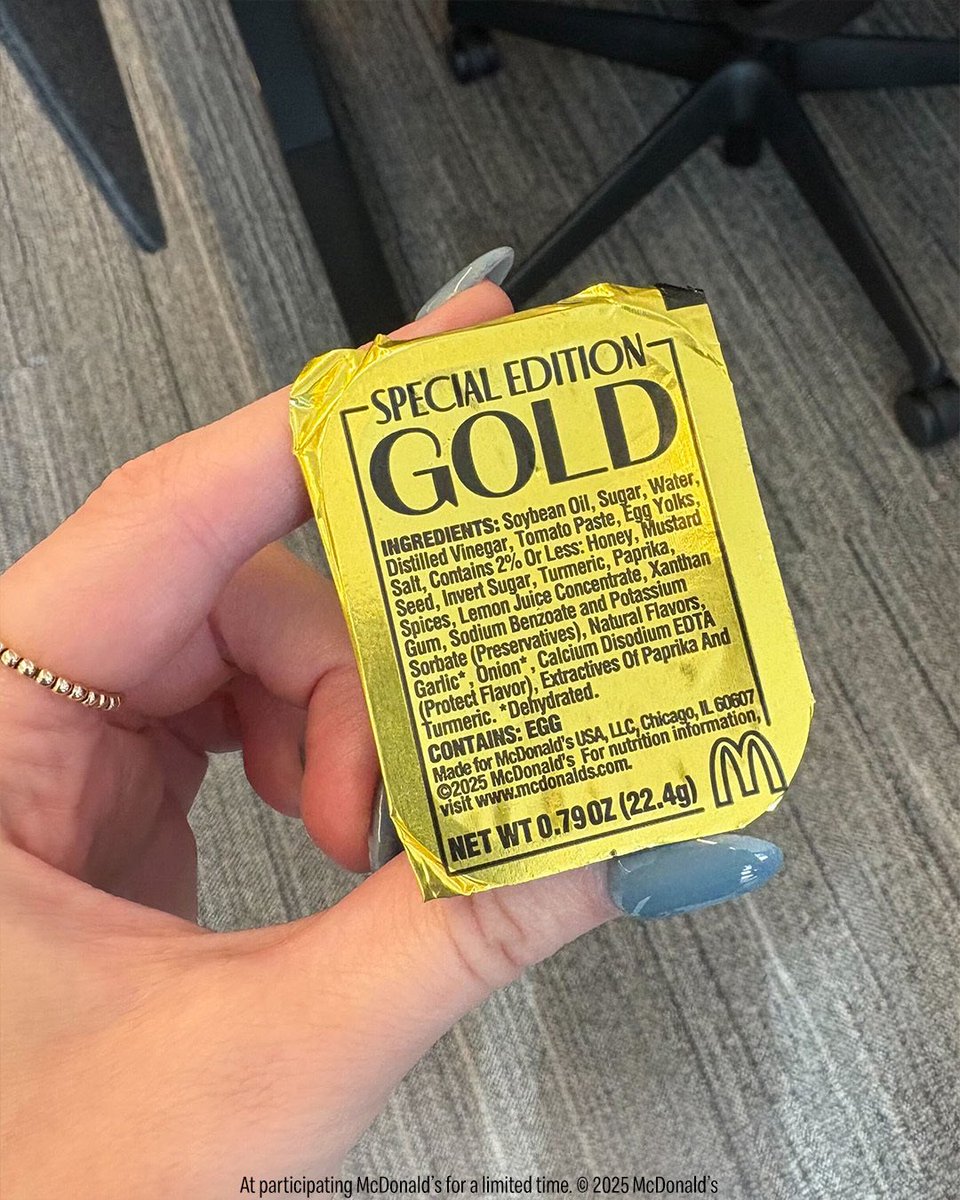 SPECIAL EDITION
GOLD
INGREDIENTS: Soybean Oil, Sugar, Water,
Distilled Vinegar, Tomato Paste, Egg Yolks,
Salt, Contains 2% Or Less: Honey, Mustard
Seed, Invert Sugar, Turmeric, Paprika,
Spices, Lemon Juice Concentrate, Xanthan
Gum, Sodium Benzoate and Potassium
Sorbate (Preservatives), Natural Flavors,
Garlic*, Onion*, Calcium Disodium EDTA
(Protect Flavor), Extractives Of Paprika And
Turmeric. *Dehydrated.
CONTAINS: EGG
Made for McDonald's USA, LLC, Chicago, IL 60607
©2025 McDonald's For nutrition information,
visit www.mcdonalds.com.
NET WT 0.79OZ (22.4g)
At participating McDonald's for a limited time. © 2025 McDonald's